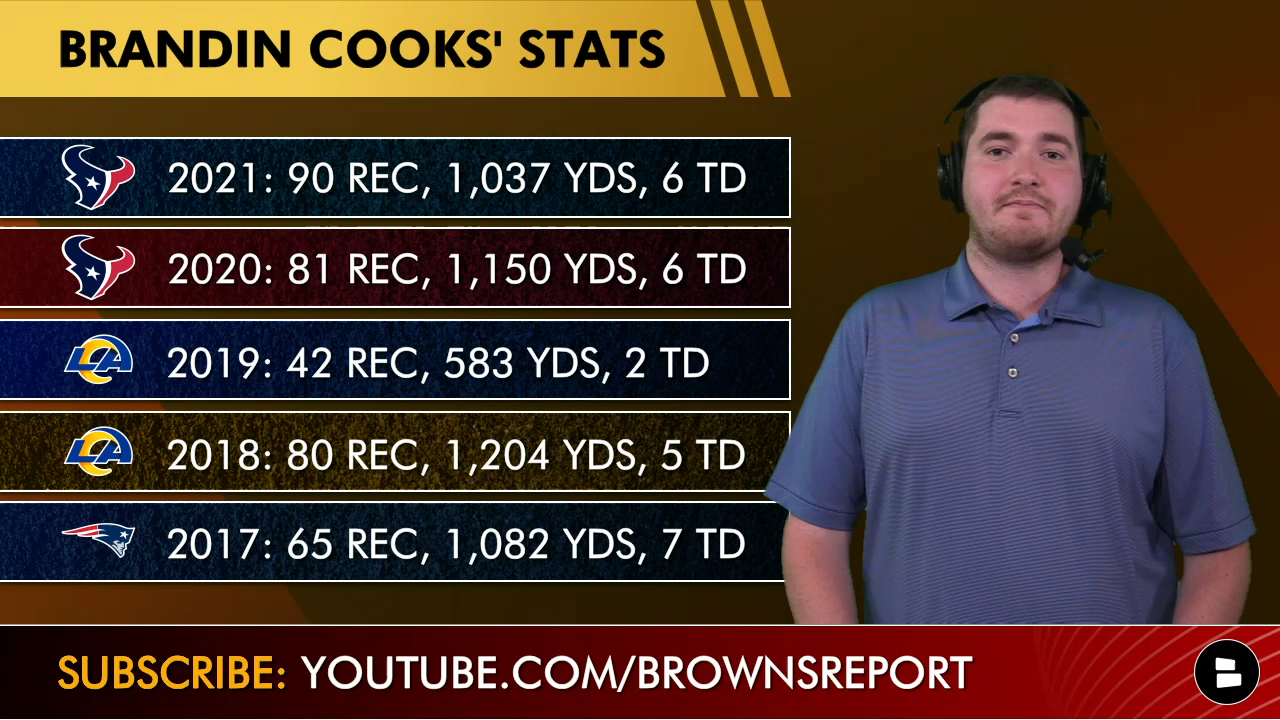 BRANDIN COOKS' STATS
2021: 90 REC, 1,037 YDS, 6 TD
2020: 81 REC, 1,150 YDS, 6 TD
LA 2019: 42 REC, 583 YDS, 2 TD
LA 2018: 80 REC, 1,204 YDS, 5 TD
2017: 65 REC, 1,082 YDS, 7 TD
SUBSCRIBE: YOUTUBE.COM/BROWNSREPORT